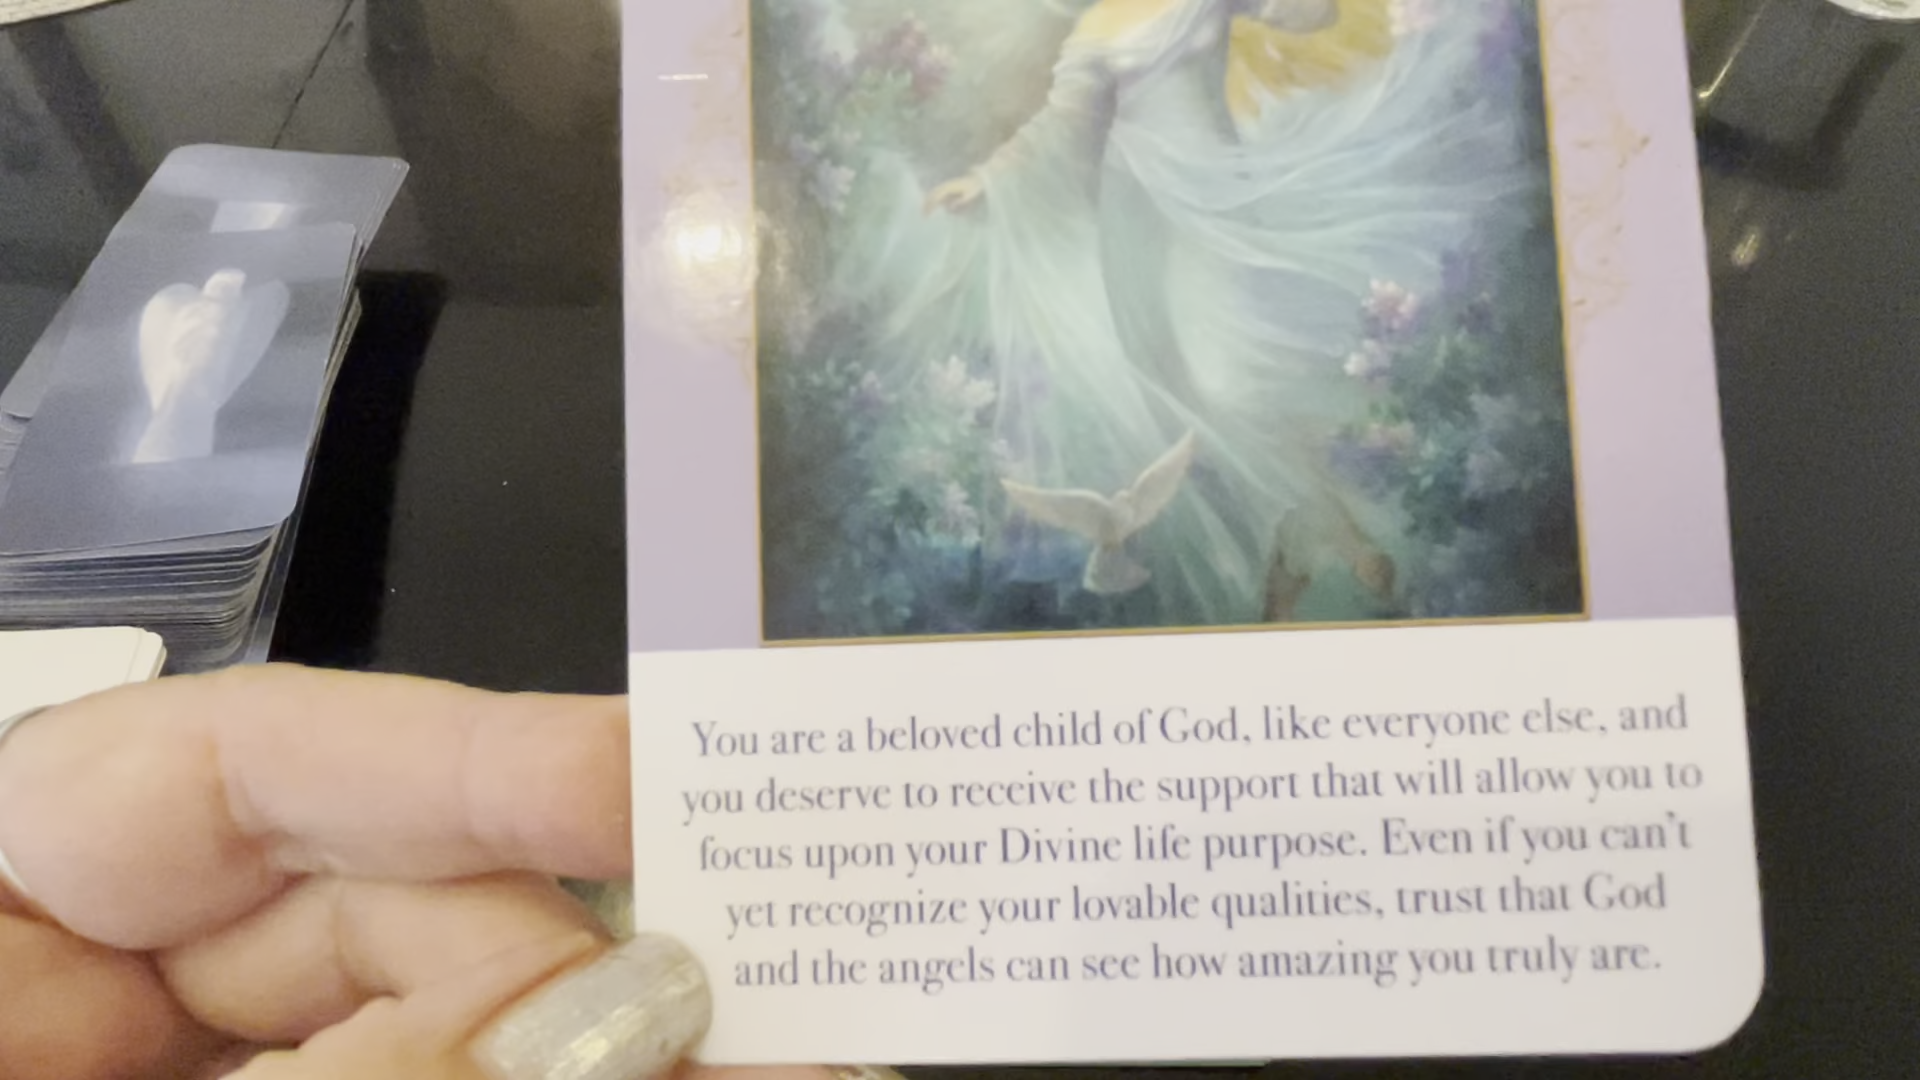 You are a beloved child of God, like everyone else, and
you deserve to receive the support that will allow you to
focus upon your Divine life purpose. Even if you can't
yet recognize your lovable qualities, trust that God
and the angels can see how amazing you truly are.